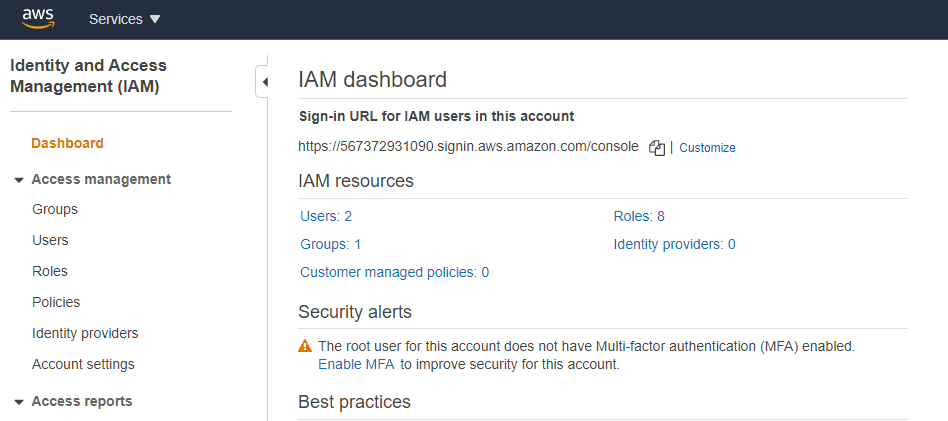 aws Services
Identity and Access
Management (IAM)
Dashboard
Access management
Groups
Users
Roles
Policies
Identity providers
Account settings
Access reports
IAM dashboard
Sign-in URL for IAM users in this account
https://567372931090.signin.aws.amazon.com/console | Customize
IAM resources
Users: 2 Roles: 8
Groups: 1 Identity providers: 0
Customer managed policies: 0
Security alerts
The root user for this account does not have Multi-factor authentication (MFA) enabled.
Enable MFA to improve security for this account.
Best practices